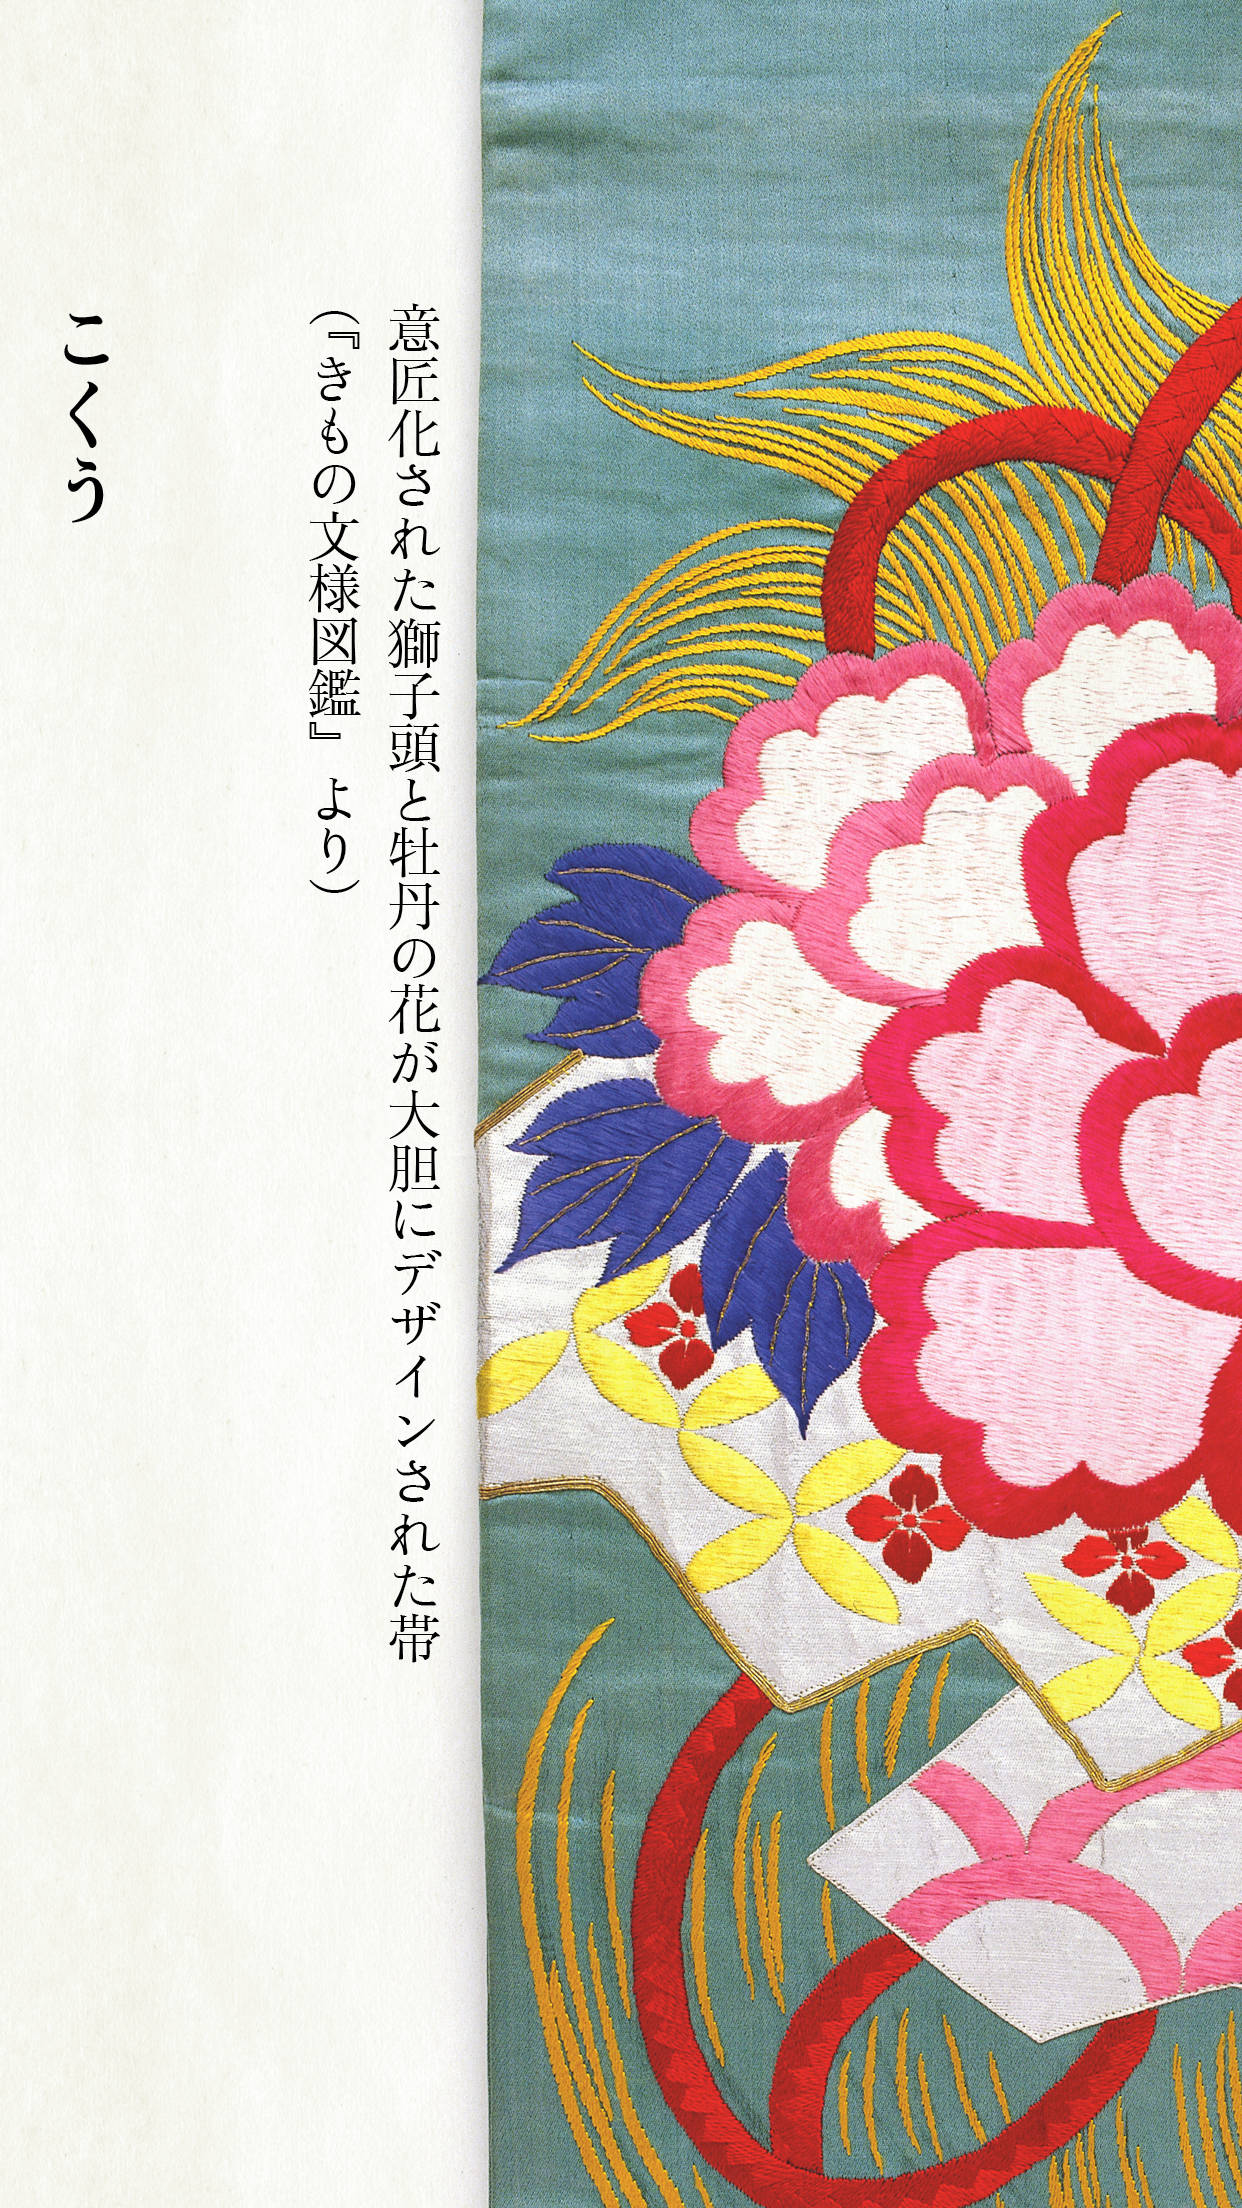 意匠化された獅子頭と牡丹の花が大胆にデザインされた帯
(『きもの文様図鑑』より)
こくう